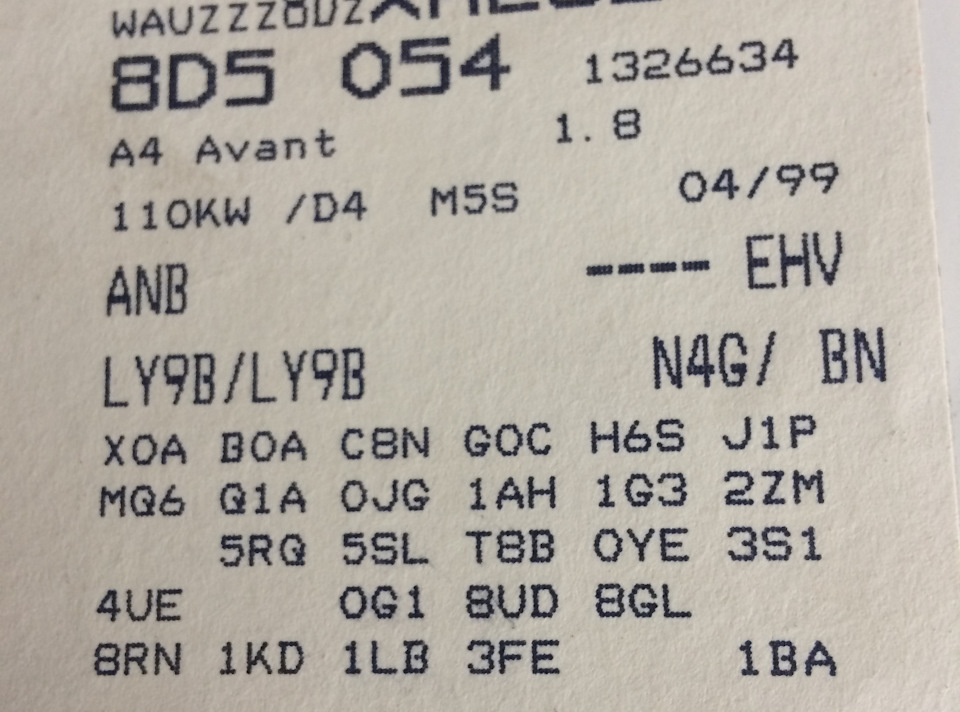 WAUZZZ8DZ
8D5 054 1326634
A4 Avant 1.8
110KW /D4 M5S 04/99
ANB ---- EHV
LY9B/LY9B N4G/ BN
X0A B0A C8N G0C H6S J1P
MQ6 Q1A 0JG 1AH 1G3 2ZM
5RQ 5SL T8B 0YE 3S1
4UE 0G1 8UD 8GL
8RN 1KD 1LB 3FE 1BA